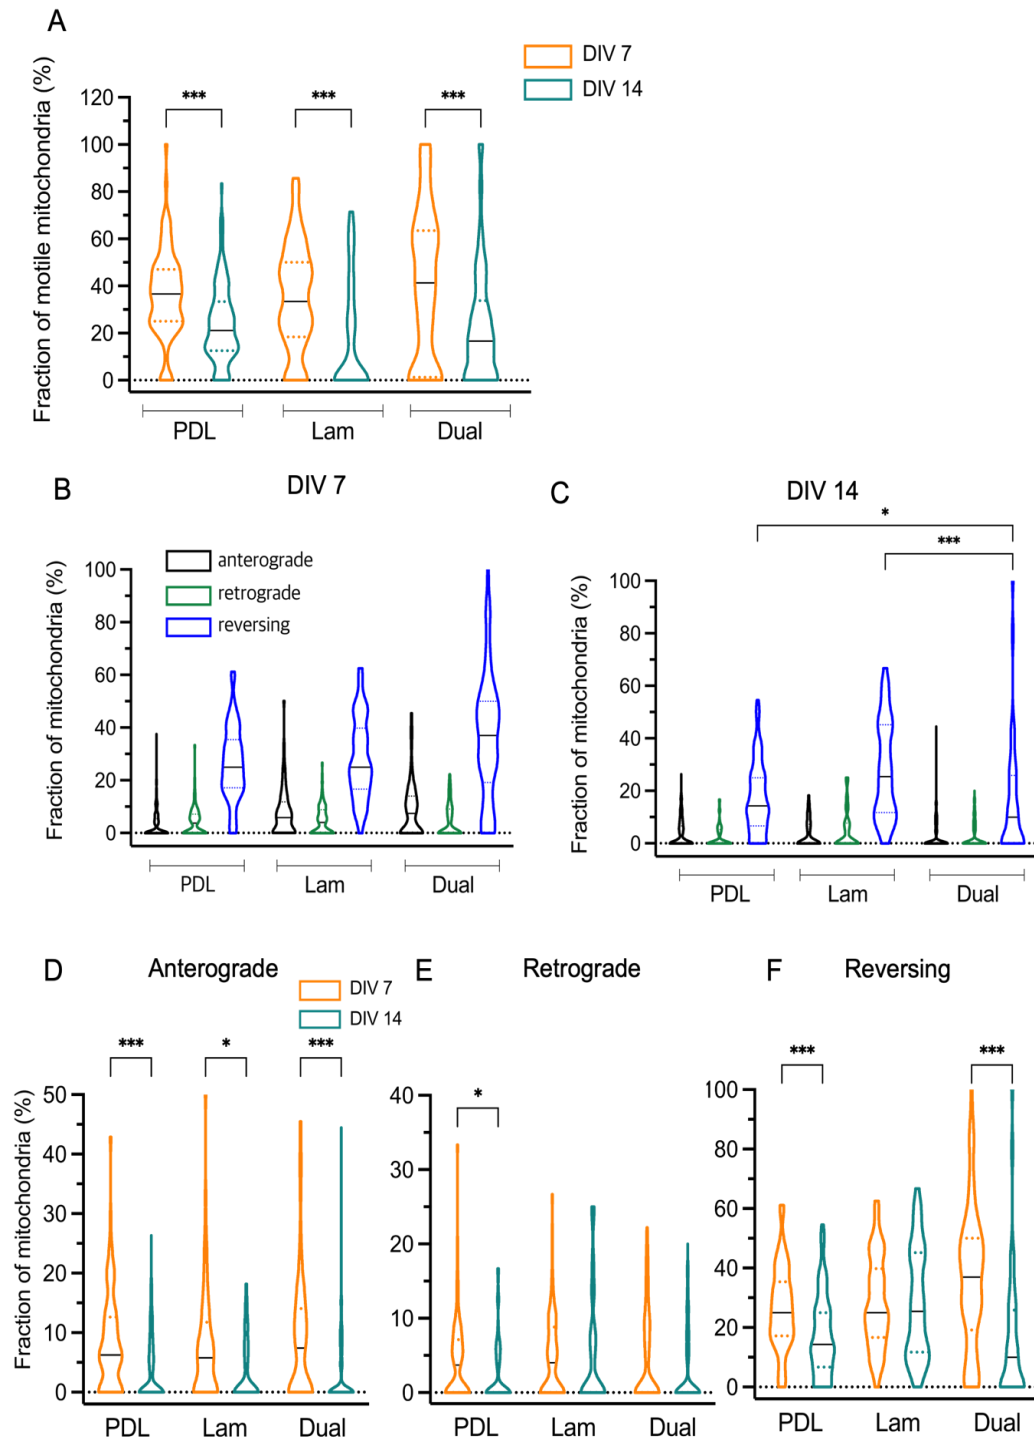 A
DIV 7
DIV 14
Fraction of motile mitochondria (%)
120
100
80
60
40
20
0
*** *** ***
PDL Lam Dual
B DIV 7
anterograde
retrograde
reversing
Fraction of mitochondria (%)
100
80
60
40
20
0
PDL Lam Dual
C DIV 14
*
***
Fraction of mitochondria (%)
100
80
60
40
20
0
PDL Lam Dual
D Anterograde
DIV 7
DIV 14
*** * ***
Fraction of mitochondria (%)
50
40
30
20
10
0
PDL Lam Dual
E Retrograde
*
40
30
20
10
0
PDL Lam Dual
F Reversing
*** ***
100
80
60
40
20
0
PDL Lam Dual